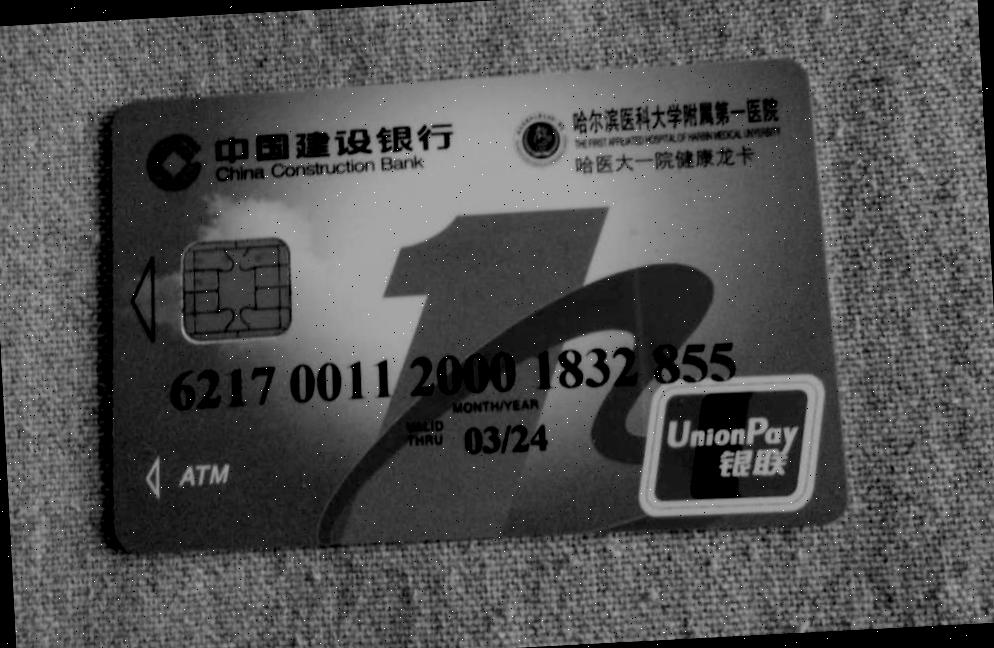 中国建设银行
China Construction Bank
哈尔滨医科大学附属第一医院
THE FIRST AFFILIATED HOSPITAL OF HARBIN MEDICAL UNIVERSITY
哈医大一院健康龙卡
6217 0011 2000 1832 855
MONTH/YEAR
VALID THRU 03/24
ATM
UnionPay
银联